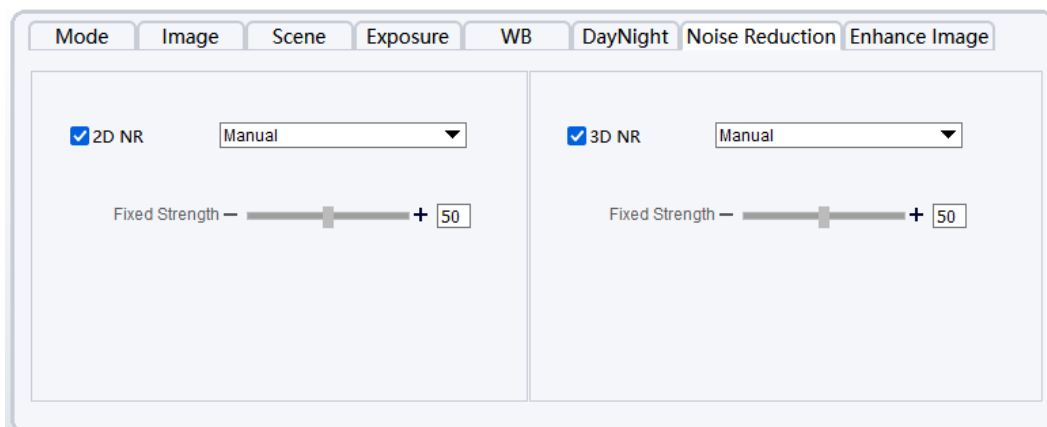 Mode Image Scene Exposure WB DayNight Noise Reduction Enhance Image
2D NR Manual
Fixed Strength 50
3D NR Manual
Fixed Strength 50